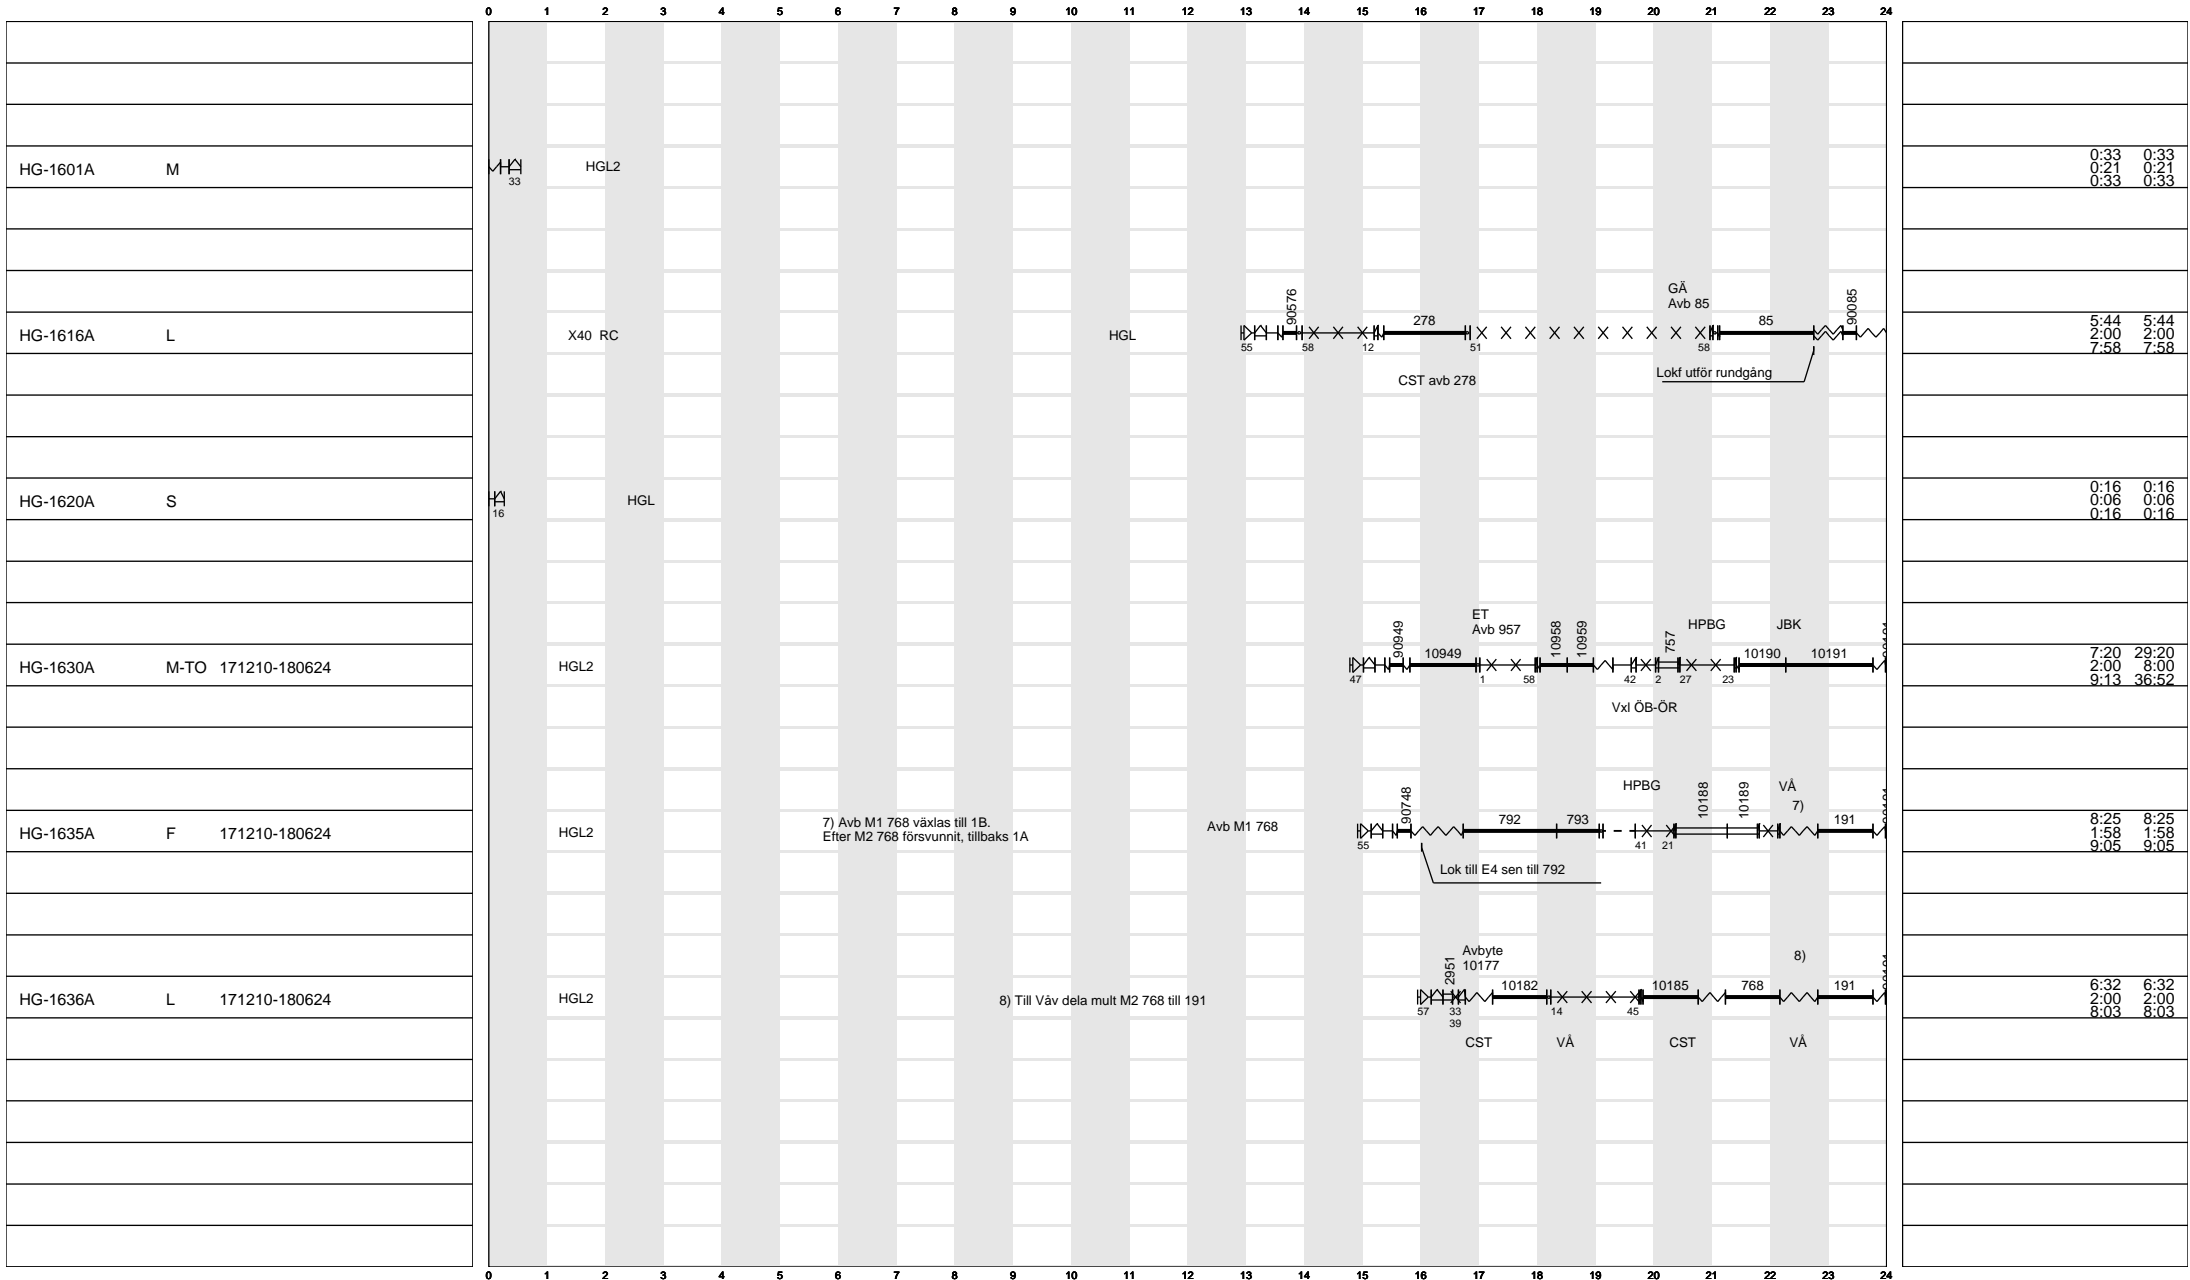 0 1 2 3 4 5 6 7 8 9 10 11 12 13 14 15 16 17 18 19 20 21 22 23 24
HG-1601A M HGL2 0:33 0:33
0:21 0:21
33 0:33 0:33
GÄ
Avb 85
90576 278 85 90085
HG-1616A L X40 RC HGL 5:44 5:44
2:00 2:00
55 58 12 51 58 7:58 7:58
CST avb 278 Lokf utför rundgång
HG-1620A S HGL 0:16 0:16
0:06 0:06
16 0:16 0:16
ET
Avb 957 HPBG JBK
90949 10949 10958 10959 757 10190 10191
HG-1630A M-TO 171210-180624 HGL2 7:20 29:20
2:00 8:00
47 1 58 42 2 27 23 9:13 36:52
Vxl ÖB-ÖR
HPBG VÅ
7)
90748 792 793 10188 10189 191
7) Avb M1 768 växlas till 1B. Avb M1 768
Efter M2 768 försvunnit, tillbaks 1A
HG-1635A F 171210-180624 HGL2 8:25 8:25
1:58 1:58
55 41 21 9:05 9:05
Lok till E4 sen till 792
Avbyte
10177 8)
2951 10182 10185 768 191
HG-1636A L 171210-180624 HGL2 8) Till Våv dela mult M2 768 till 191 6:32 6:32
2:00 2:00
57 33 14 45 8:03 8:03
39
CST VÅ CST VÅ
0 1 2 3 4 5 6 7 8 9 10 11 12 13 14 15 16 17 18 19 20 21 22 23 24